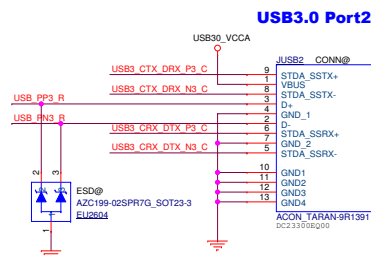 USB3.0 Port2
USB30_VCCA
JUSB2 CONN@
USB3_CTX_DRX_P3_C 9 STDA_SSTX+
1 VBUS
USB3_CTX_DRX_N3_C 8 STDA_SSTX-
USB_PP3_R 3 D+
4 GND_1
USB_PN3_R 2 D-
USB3_CRX_DTX_P3_C 6 STDA_SSRX+
7 GND_2
USB3_CRX_DTX_N3_C 5 STDA_SSRX-
10 GND1
11 GND2
12 GND3
13 GND4
2 3
ESD@
AZC199-02SPR7G_SOT23-3
EU2604
1
ACON_TARAN-9R1391
DC23300EQ00